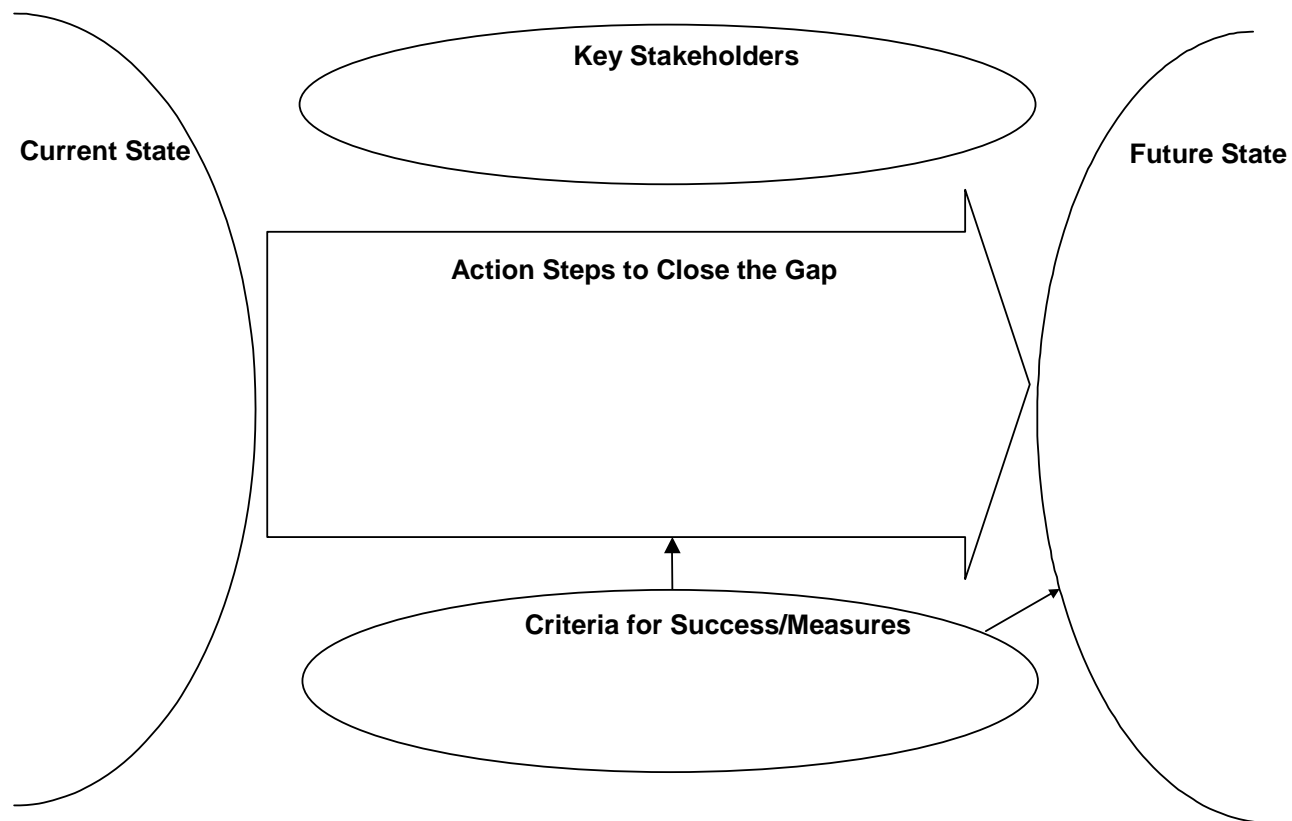 Key Stakeholders
Current State
Future State
Action Steps to Close the Gap
Criteria for Success/Measures